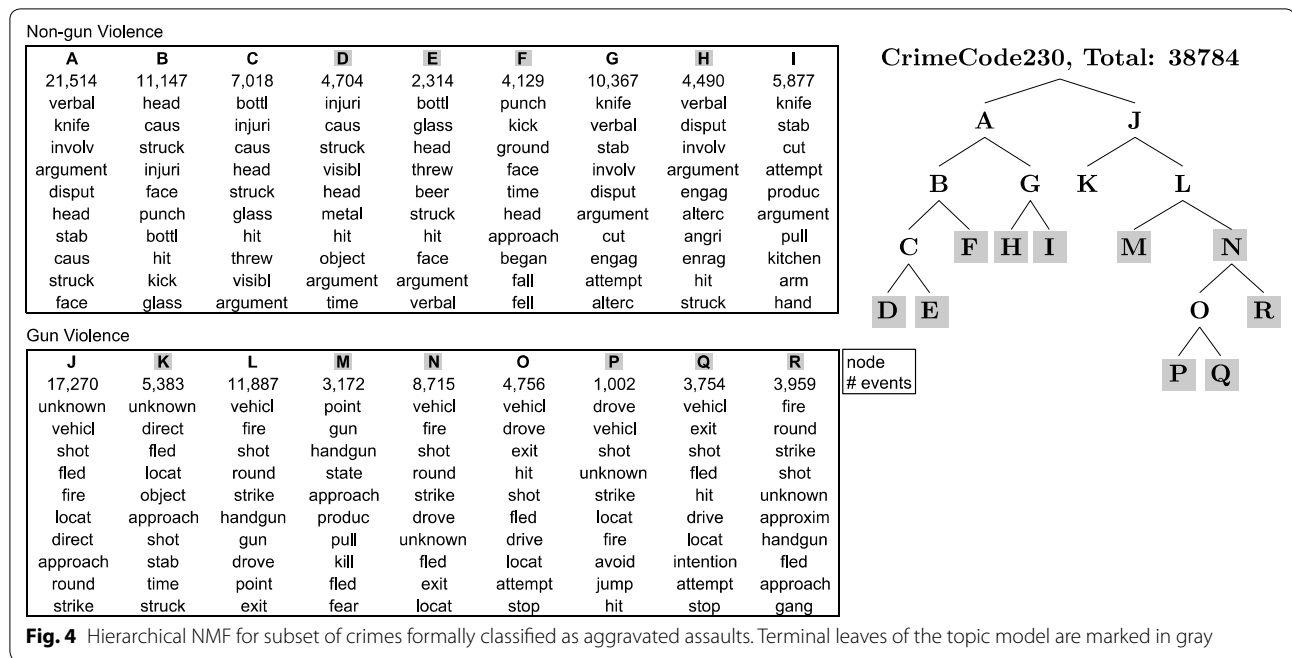 Non-gun Violence
A B C D E F G H I
21,514 11,147 7,018 4,704 2,314 4,129 10,367 4,490 5,877
verbal head bottl injuri bottl punch knife verbal knife
knife caus injuri caus glass kick verbal disput stab
involv struck caus struck head ground stab involv cut
argument injuri head visibl threw face involv argument attempt
disput face struck head beer time disput engag produc
head punch glass metal struck head argument alterc argument
stab bottl hit hit hit approach cut angri pull
caus hit threw object face began engag enrag kitchen
struck kick visibl argument argument fall attempt hit arm
face glass argument time verbal fell alterc struck hand
Gun Violence
J K L M N O P Q R
17,270 5,383 11,887 3,172 8,715 4,756 1,002 3,754 3,959
unknown unknown vehicl point vehicl vehicl drove vehicl fire
vehicl direct fire gun fire drove vehicl exit round
shot fled shot handgun shot exit shot shot strike
fled locat round state round hit unknown fled shot
fire object strike approach strike shot strike hit unknown
locat approach handgun produc drove fled locat drive approxim
direct shot gun pull unknown drive fire locat handgun
approach stab drove kill fled locat avoid intention fled
round time point fled exit attempt jump attempt approach
strike struck exit fear locat stop hit stop gang
node
# events
CrimeCode230, Total: 38784
A J
B G K L
C F H I M N
D E O R
P Q
Fig. 4 Hierarchical NMF for subset of crimes formally classified as aggravated assaults. Terminal leaves of the topic model are marked in gray